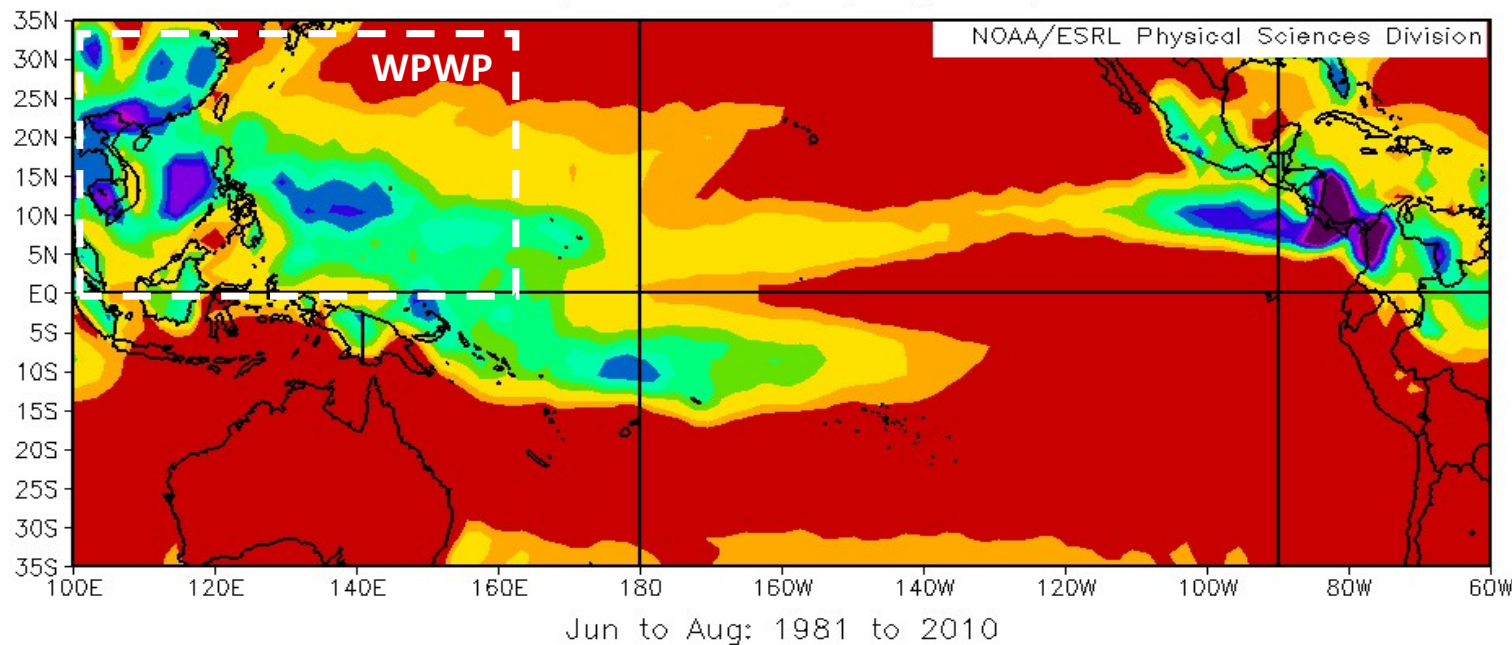 35N
NOAA/ESRL Physical Sciences Division
30N
WPWP
25N
20N
15N
10N
5N
EQ
5S
10S
15S
20S
25S
30S
35S
100E 120E 140E 160E 180 160W 140W 120W 100W 80W 60W
Jun to Aug: 1981 to 2010